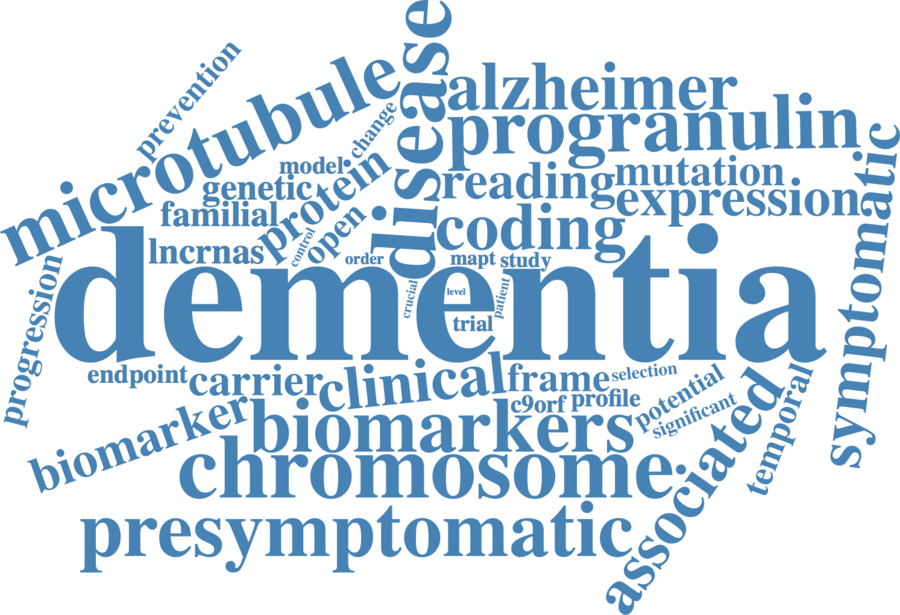 disease
prevention
microtubule
alzheimer
change
progranulin
model
protein
genetic
reading
mutation
familial
expression
symptomatic
open
coding
lncrnas
control
order
mapt
study
progression
dementia
crucial
level
patient
trial
endpoint
carrier
clinical
frame
selection
biomarker
c9orf
profile
potential
significant
biomarkers
associated
temporal
chromosome
presymptomatic